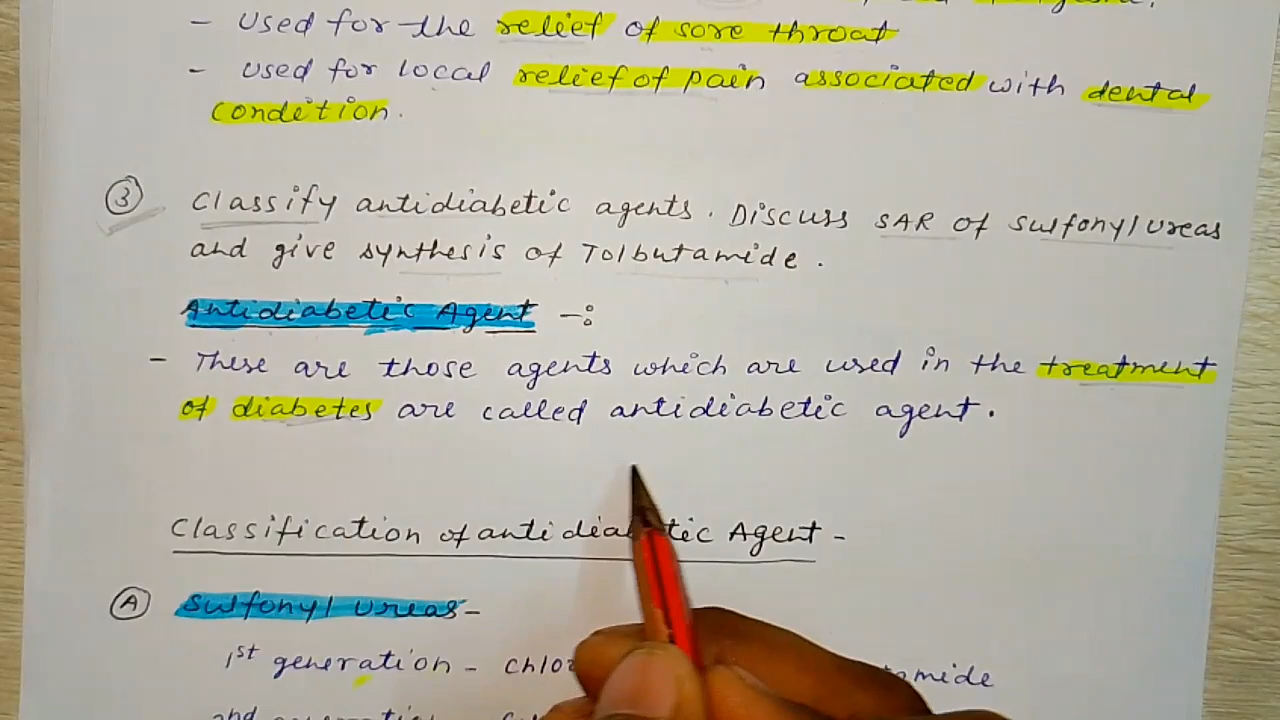 - Used for the relief of sore throat
- Used for local relief of pain associated with dental
condition.
③ Classify antidiabetic agents. Discuss SAR of Sulfonyl Ureas
and give synthesis of Tolbutamide.
Antidiabetic Agent -:
- These are those agents which are used in the treatment
of diabetes are called antidiabetic agent.
Classification of antidiabetic Agent -
Ⓐ Sulfonyl Ureas-
1st generation -